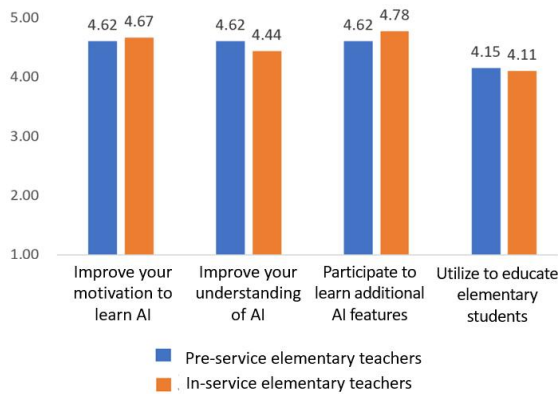 5.00
4.00
3.00
2.00
1.00
4.62 4.67
4.62
4.44
4.62
4.78
4.15 4.11
Improve your
motivation to
learn AI
Improve your
understanding
of AI
Participate to
learn additional
AI features
Utilize to educate
elementary
students
Pre-service elementary teachers
In-service elementary teachers